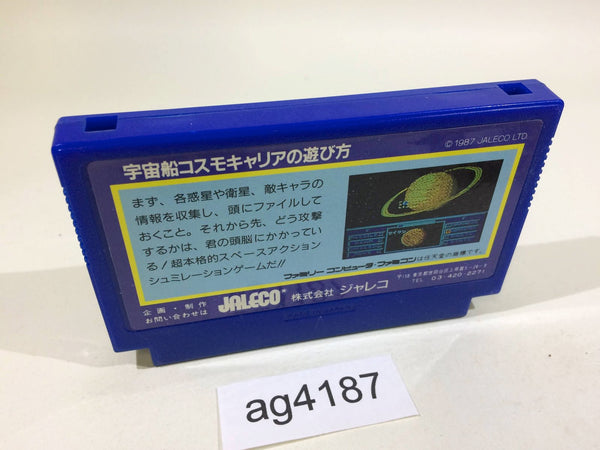 © 1987 JALECO LTD.
宇宙船コスモキャリアの遊び方
まず、各惑星や衛星、敵キャラの
情報を収集し、頭にファイルして
おくこと。それから先、どう攻撃
するかは、君の頭脳にかかってい
る!超本格的スペースアクション
シュミレーションゲームだ!!
ファミリーコンピュータ・ファミコンは任天堂の商標です。
企画・制作
お問い合わせは
JALECO 株式会社 ジャレコ
TEL 03-420-2271
ag4187